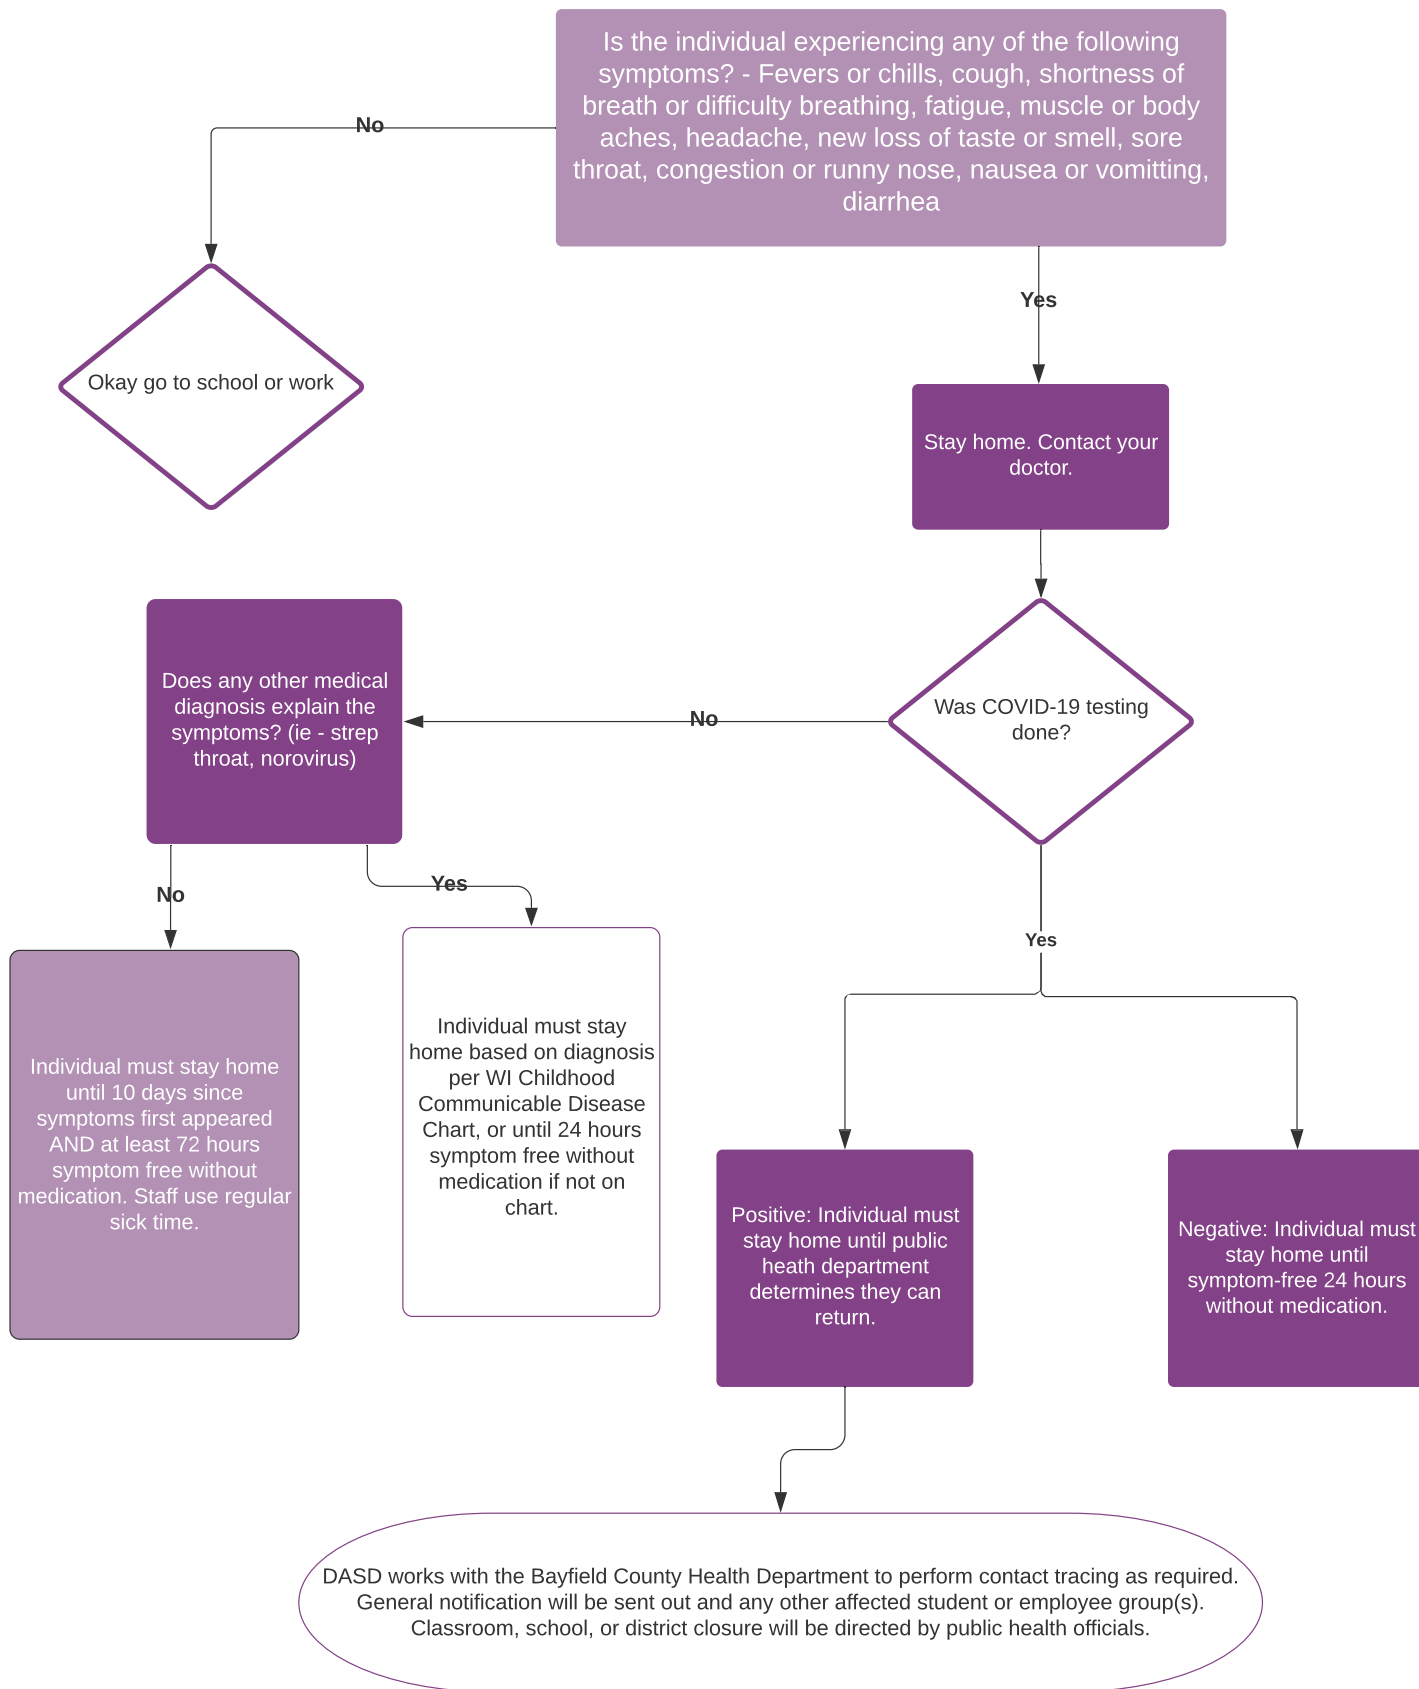 Is the individual experiencing any of the following
symptoms? - Fevers or chills, cough, shortness of
breath or difficulty breathing, fatigue, muscle or body
aches, headache, new loss of taste or smell, sore
throat, congestion or runny nose, nausea or vomitting,
diarrhea
No
Yes
Okay go to school or work
Stay home. Contact your
doctor.
Does any other medical
diagnosis explain the
symptoms? (ie - strep
throat, norovirus)
No
Was COVID-19 testing
done?
No
Yes
Yes
Individual must stay home
until 10 days since
symptoms first appeared
AND at least 72 hours
symptom free without
medication. Staff use regular
sick time.
Individual must stay
home based on diagnosis
per WI Childhood
Communicable Disease
Chart, or until 24 hours
symptom free without
medication if not on
chart.
Positive: Individual must
stay home until public
heath department
determines they can
return.
Negative: Individual must
stay home until
symptom-free 24 hours
without medication.
DASD works with the Bayfield County Health Department to perform contact tracing as required.
General notification will be sent out and any other affected student or employee group(s).
Classroom, school, or district closure will be directed by public health officials.